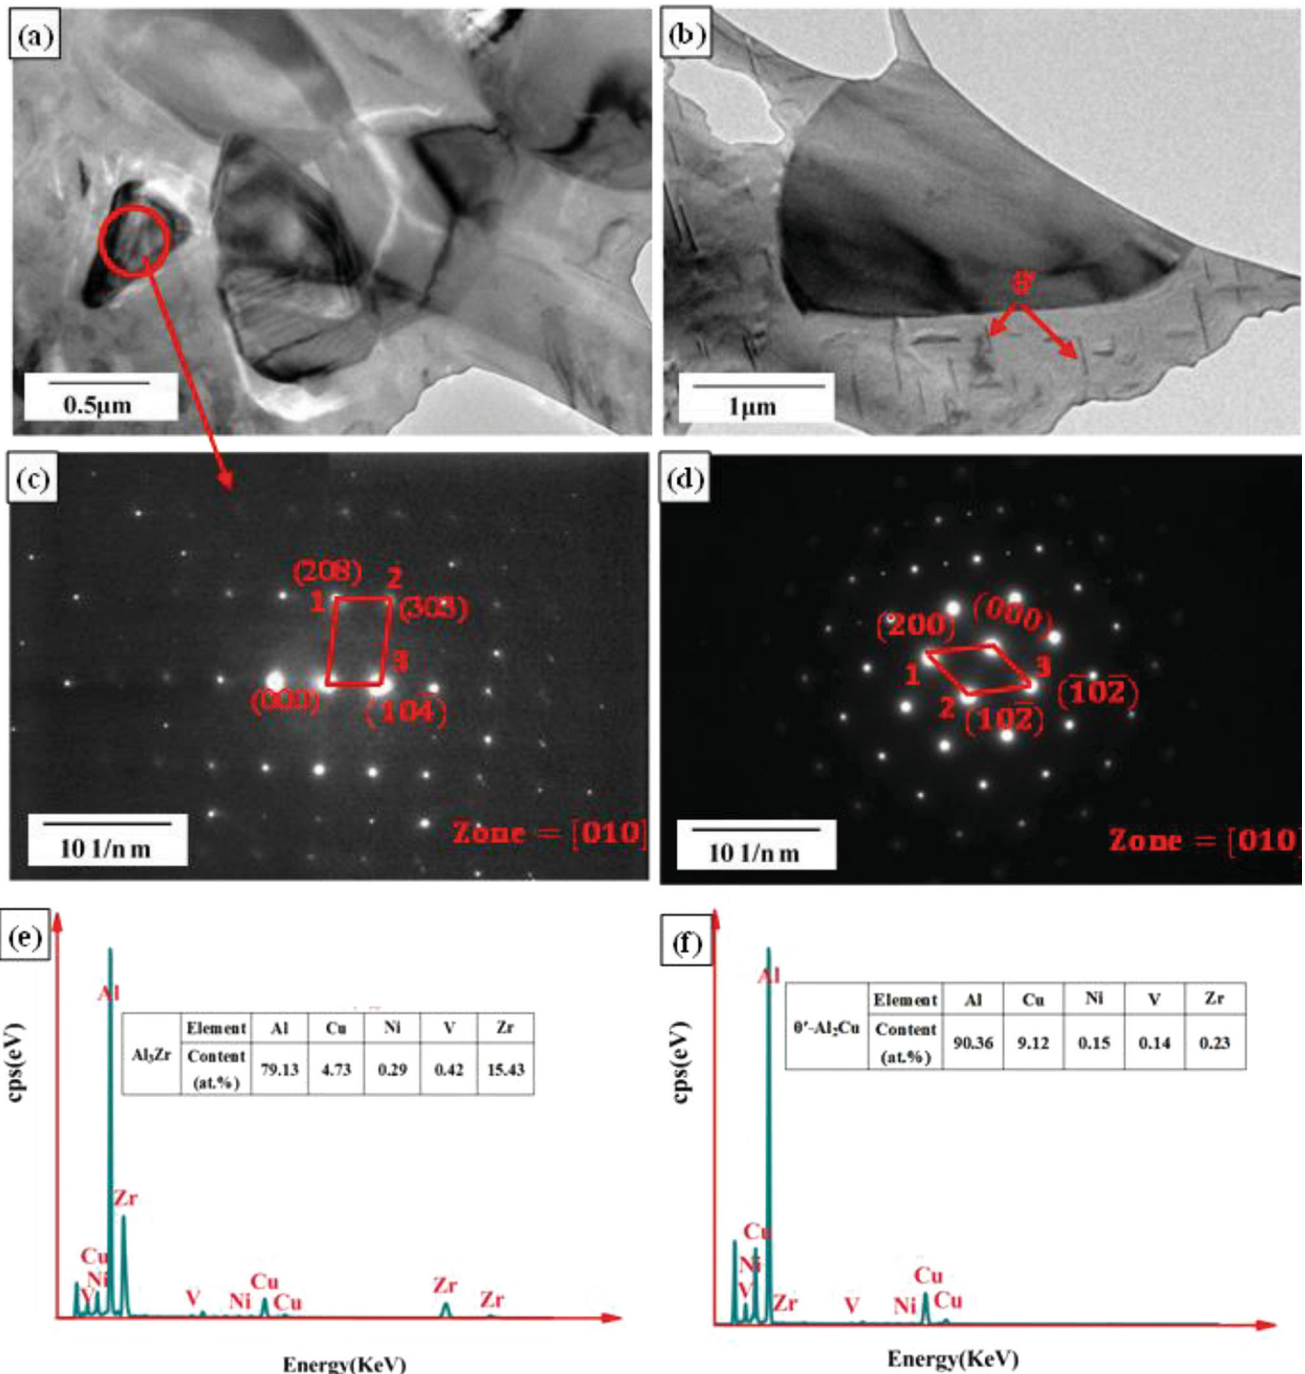 (a)
0.5μm
(b)
θ'
1μm
(c)
(208)
1
2
(303)
3
(000)
(104̅)
10 1/nm
Zone = [010]
(d)
(200)
(000)
1
2
3
(102̅)
(1̅02̅)
10 1/nm
Zone = [010]
(e)
cps(eV)
Al
Al3Zr
Element Al Cu Ni V Zr
Content (at.%) 79.13 4.73 0.29 0.42 15.43
Zr
Cu
Ni
V
V
Ni
Cu
Cu
Zr
Zr
Energy(KeV)
(f)
cps(eV)
Al
θ'-Al2Cu
Element Al Cu Ni V Zr
Content (at.%) 90.36 9.12 0.15 0.14 0.23
Cu
Ni
V
Zr
V
Ni
Cu
Cu
Energy(KeV)